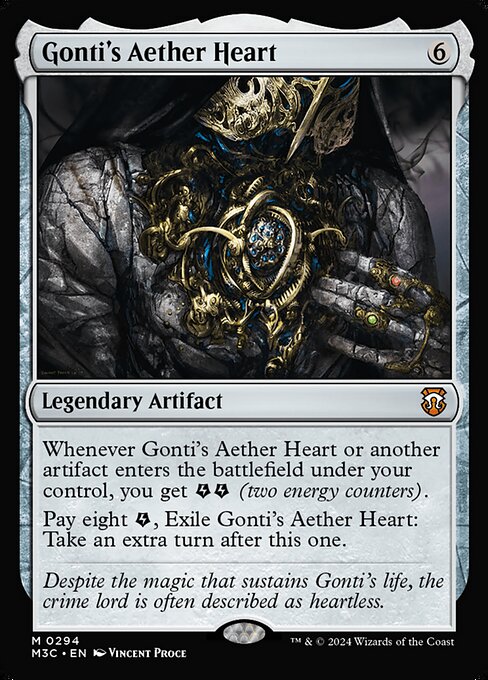 Gonti's Aether Heart 6
Legendary Artifact
Whenever Gonti's Aether Heart or another
artifact enters the battlefield under your
control, you get (two energy counters).
Pay eight , Exile Gonti's Aether Heart:
Take an extra turn after this one.
Despite the magic that sustains Gonti's life, the
crime lord is often described as heartless.
M 0294
M3C • EN Vincent Proce
™ & © 2024 Wizards of the Coast